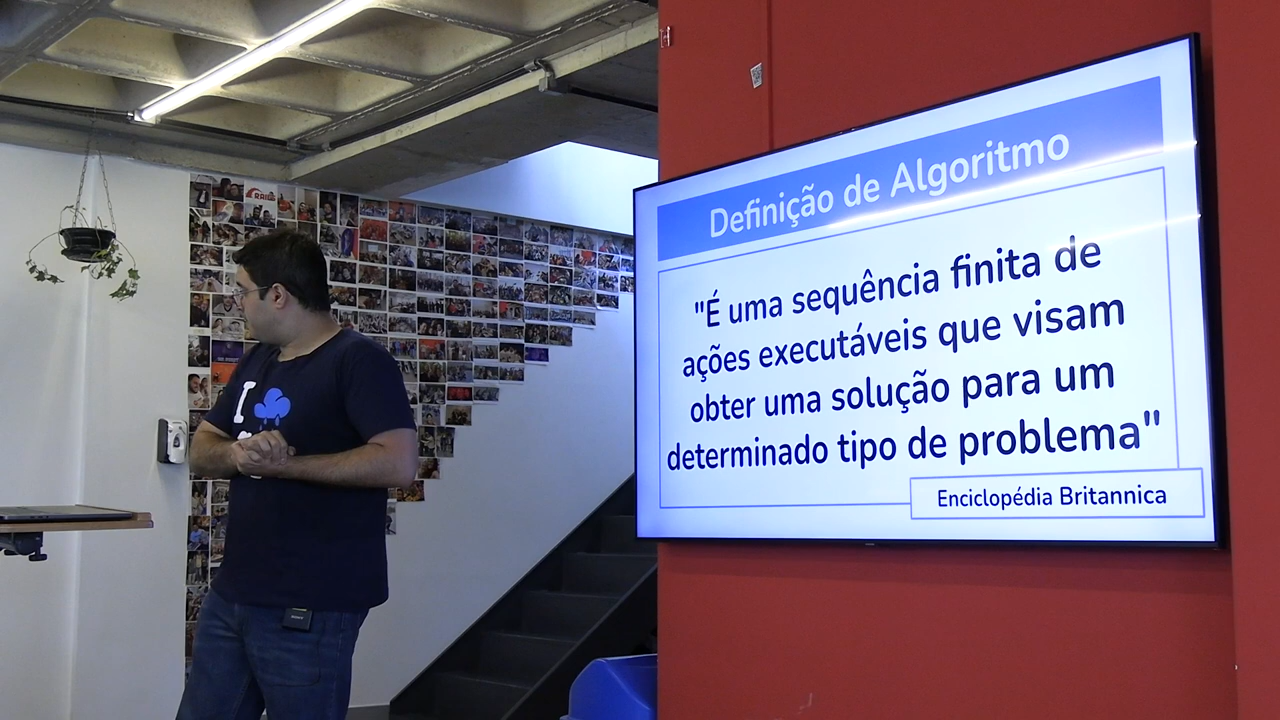 Definição de Algoritmo
"É uma sequência finita de
ações executáveis que visam
obter uma solução para um
determinado tipo de problema"
Enciclopédia Britannica
I
SONY